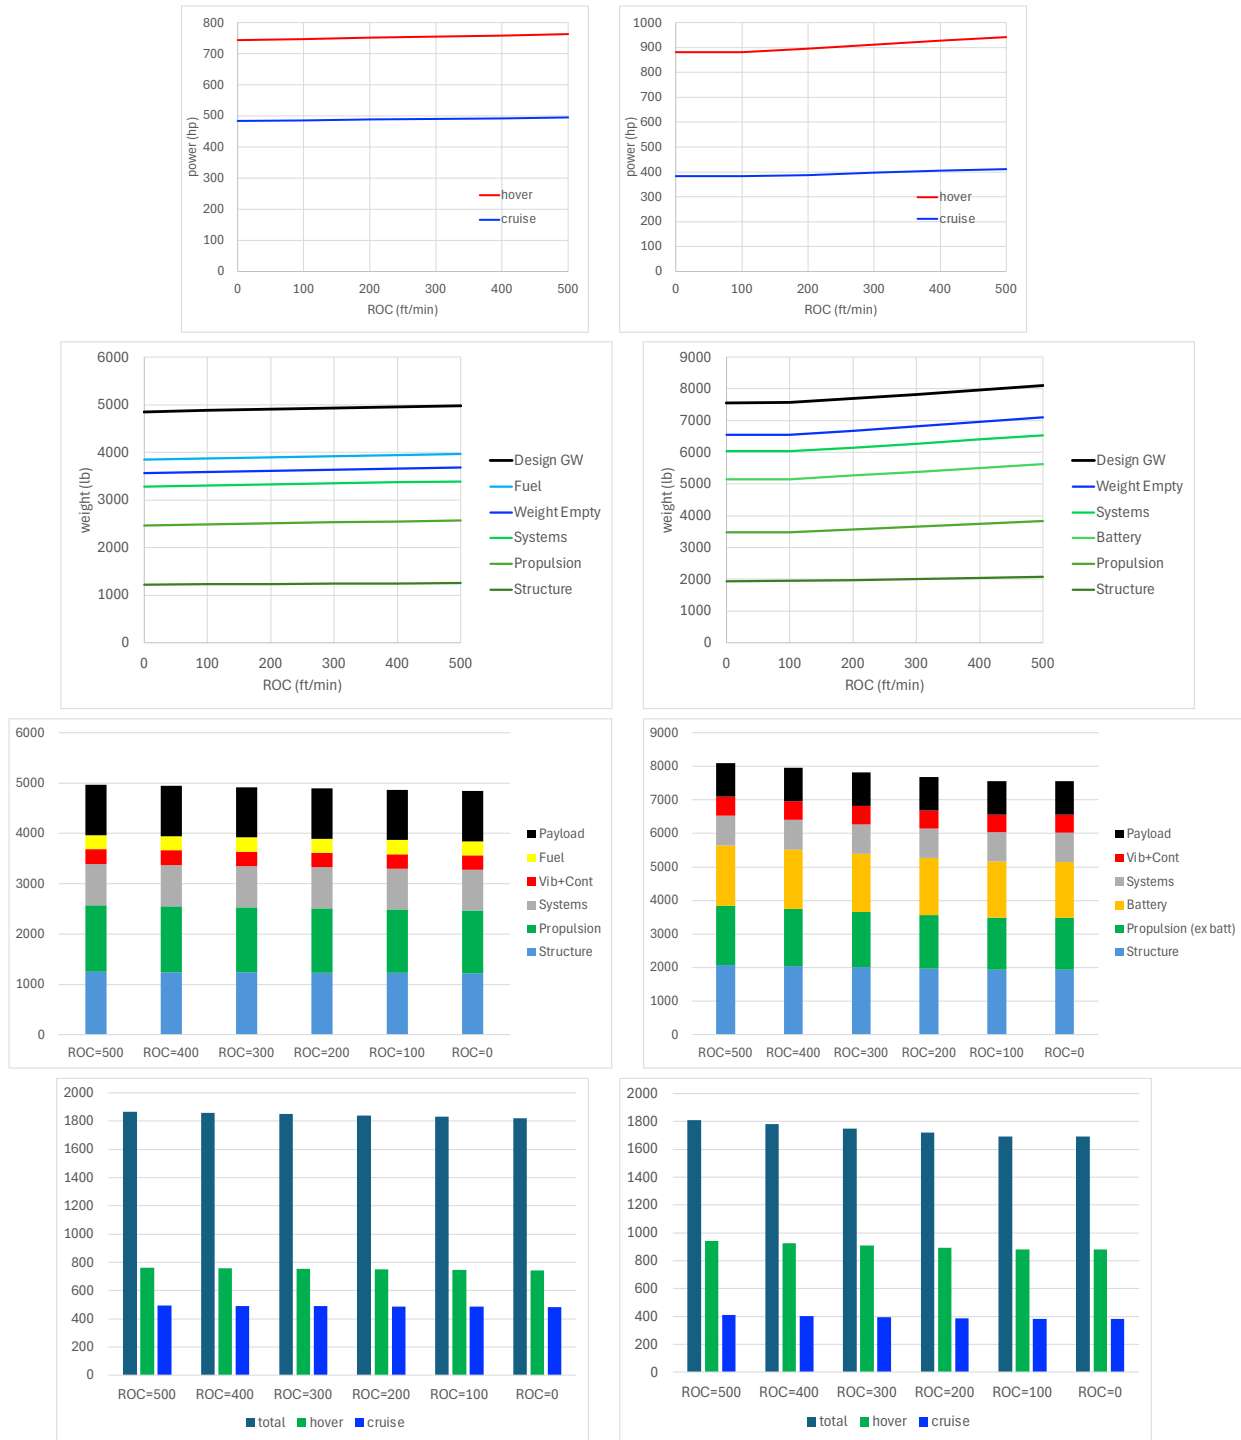 800
700
600
500
400
300
200
100
0
power (hp)
hover
cruise
0 100 200 300 400 500
ROC (ft/min)
1000
900
800
700
600
500
400
300
200
100
0
power (hp)
hover
cruise
0 100 200 300 400 500
ROC (ft/min)
6000
5000
4000
3000
2000
1000
0
weight (lb)
Design GW
Fuel
Weight Empty
Systems
Propulsion
Structure
0 100 200 300 400 500
ROC (ft/min)
9000
8000
7000
6000
5000
4000
3000
2000
1000
0
weight (lb)
Design GW
Weight Empty
Systems
Battery
Propulsion
Structure
0 100 200 300 400 500
ROC (ft/min)
6000
5000
4000
3000
2000
1000
0
Payload
Fuel
Vib+Cont
Systems
Propulsion
Structure
ROC=500 ROC=400 ROC=300 ROC=200 ROC=100 ROC=0
9000
8000
7000
6000
5000
4000
3000
2000
1000
0
Payload
Vib+Cont
Systems
Battery
Propulsion (ex batt)
Structure
ROC=500 ROC=400 ROC=300 ROC=200 ROC=100 ROC=0
2000
1800
1600
1400
1200
1000
800
600
400
200
0
ROC=500 ROC=400 ROC=300 ROC=200 ROC=100 ROC=0
total hover cruise
2000
1800
1600
1400
1200
1000
800
600
400
200
0
ROC=500 ROC=400 ROC=300 ROC=200 ROC=100 ROC=0
total hover cruise